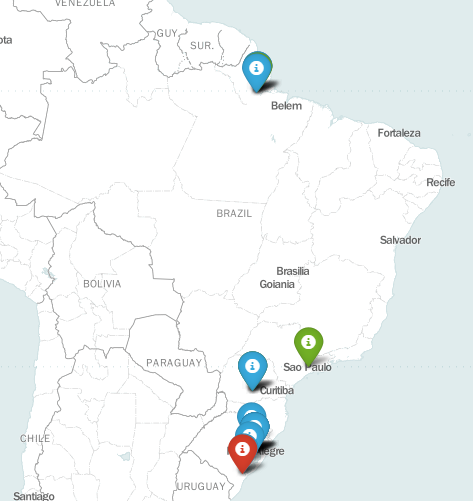 VENEZUELA
GUY.
SUR.
ota
Belem
Fortaleza
Recife
BRAZIL
Salvador
Brasilia
Goiania
BOLIVIA
PARAGUAY
Sao Paulo
Curitiba
CHILE
legre
URUGUAY
Santiago